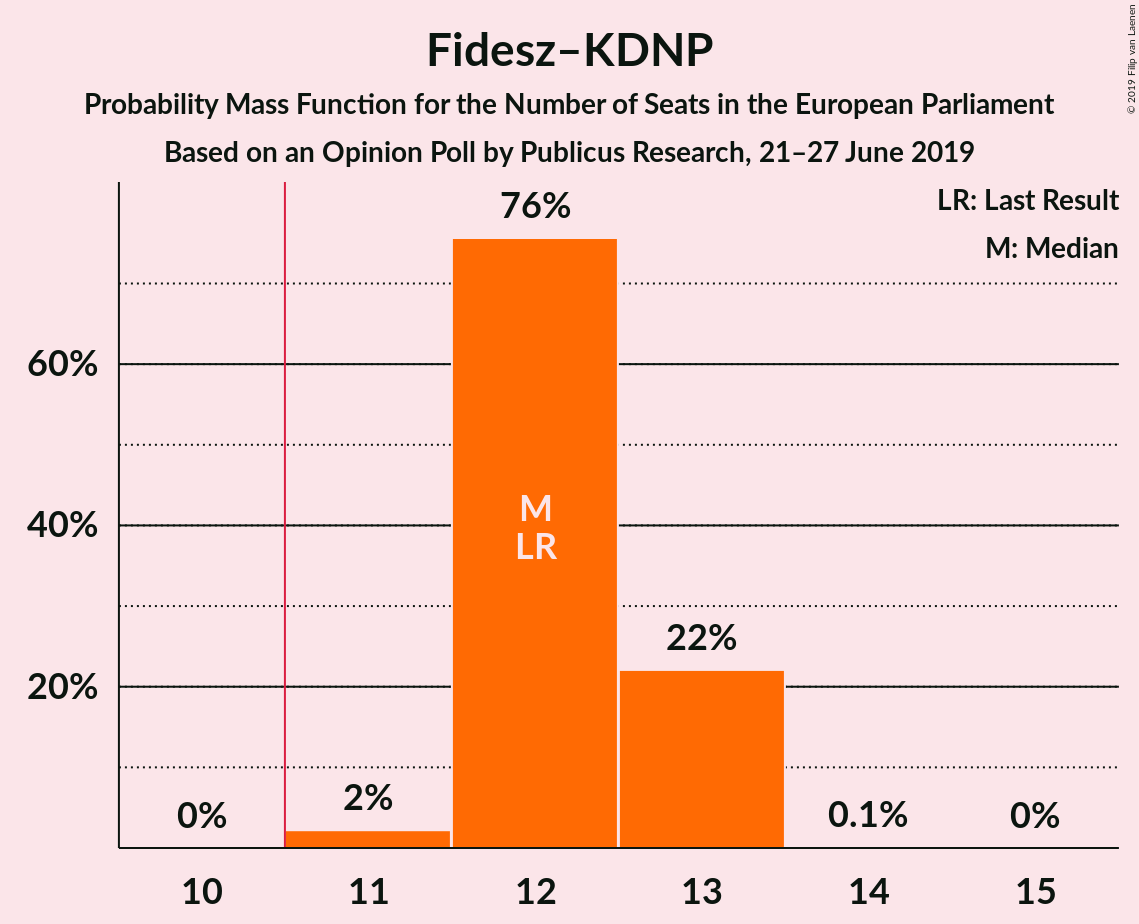 Fidesz–KDNP
Probability Mass Function for the Number of Seats in the European Parliament
Based on an Opinion Poll by Publicus Research, 21–27 June 2019
© 2019 Filip van Laenen
LR: Last Result
M: Median
60%
40%
20%
0%
2%
76%
M
LR
22%
0.1%
0%
10
11
12
13
14
15